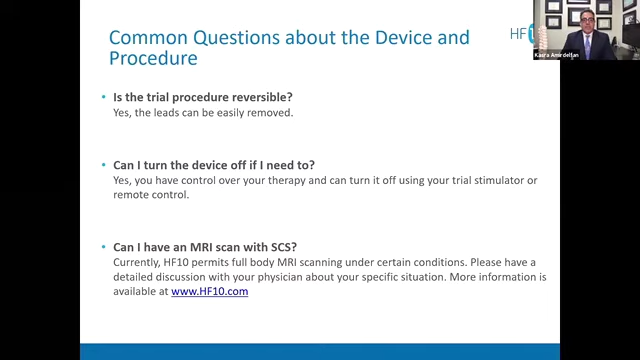 Common Questions about the Device and
Procedure
HF
Kasra Amirdelfan
• Is the trial procedure reversible?
Yes, the leads can be easily removed.
• Can I turn the device off if I need to?
Yes, you have control over your therapy and can turn it off using your trial stimulator or
remote control.
• Can I have an MRI scan with SCS?
Currently, HF10 permits full body MRI scanning under certain conditions. Please have a
detailed discussion with your physician about your specific situation. More information is
available at www.HF10.com